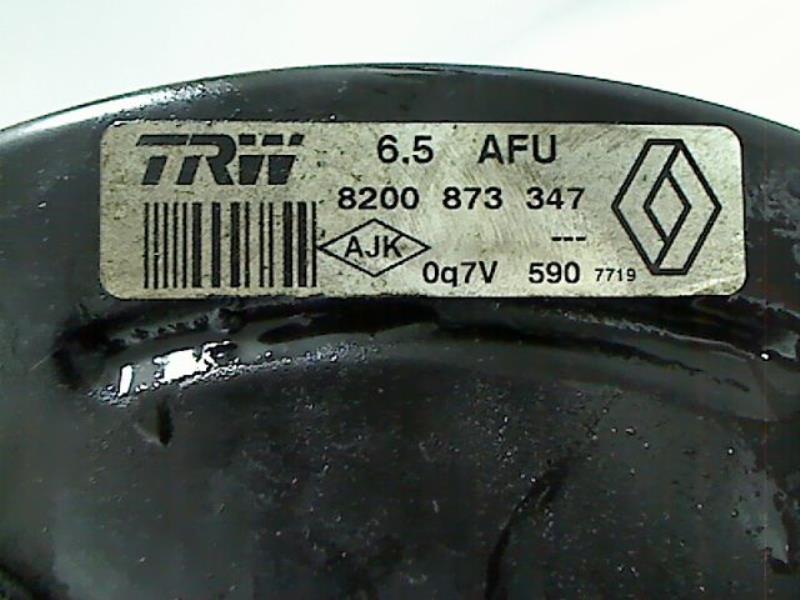 TRW 6.5 AFU
8200 873 347
AJK ---
0q7V 590 7719